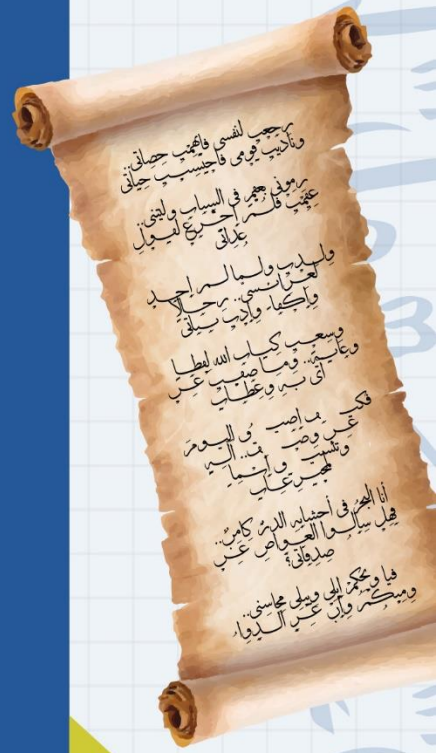 رجعت لنفسي فاتهمت حصاتي..
وناديت قومي فاحتسبت حياتي
رموني بعقم في الشباب وليتني..
عقمت فلم أجزع لقول
عداتي
ولدت ولما لم أجد
لعرائسي.. رجالا
وأكفاء وأدت بناتي
وسعت كتاب الله لفظا
وغاية.. وما ضقت عن
آي به وعظات
اليوم
عن
أنا البحر في أحشائه الدر كامن..
فهل سألوا الغواص عن
صدفاتي؟
فيا ويحكم أبلى وتبلى محاسني..
ومنكم وإن عز الدواء